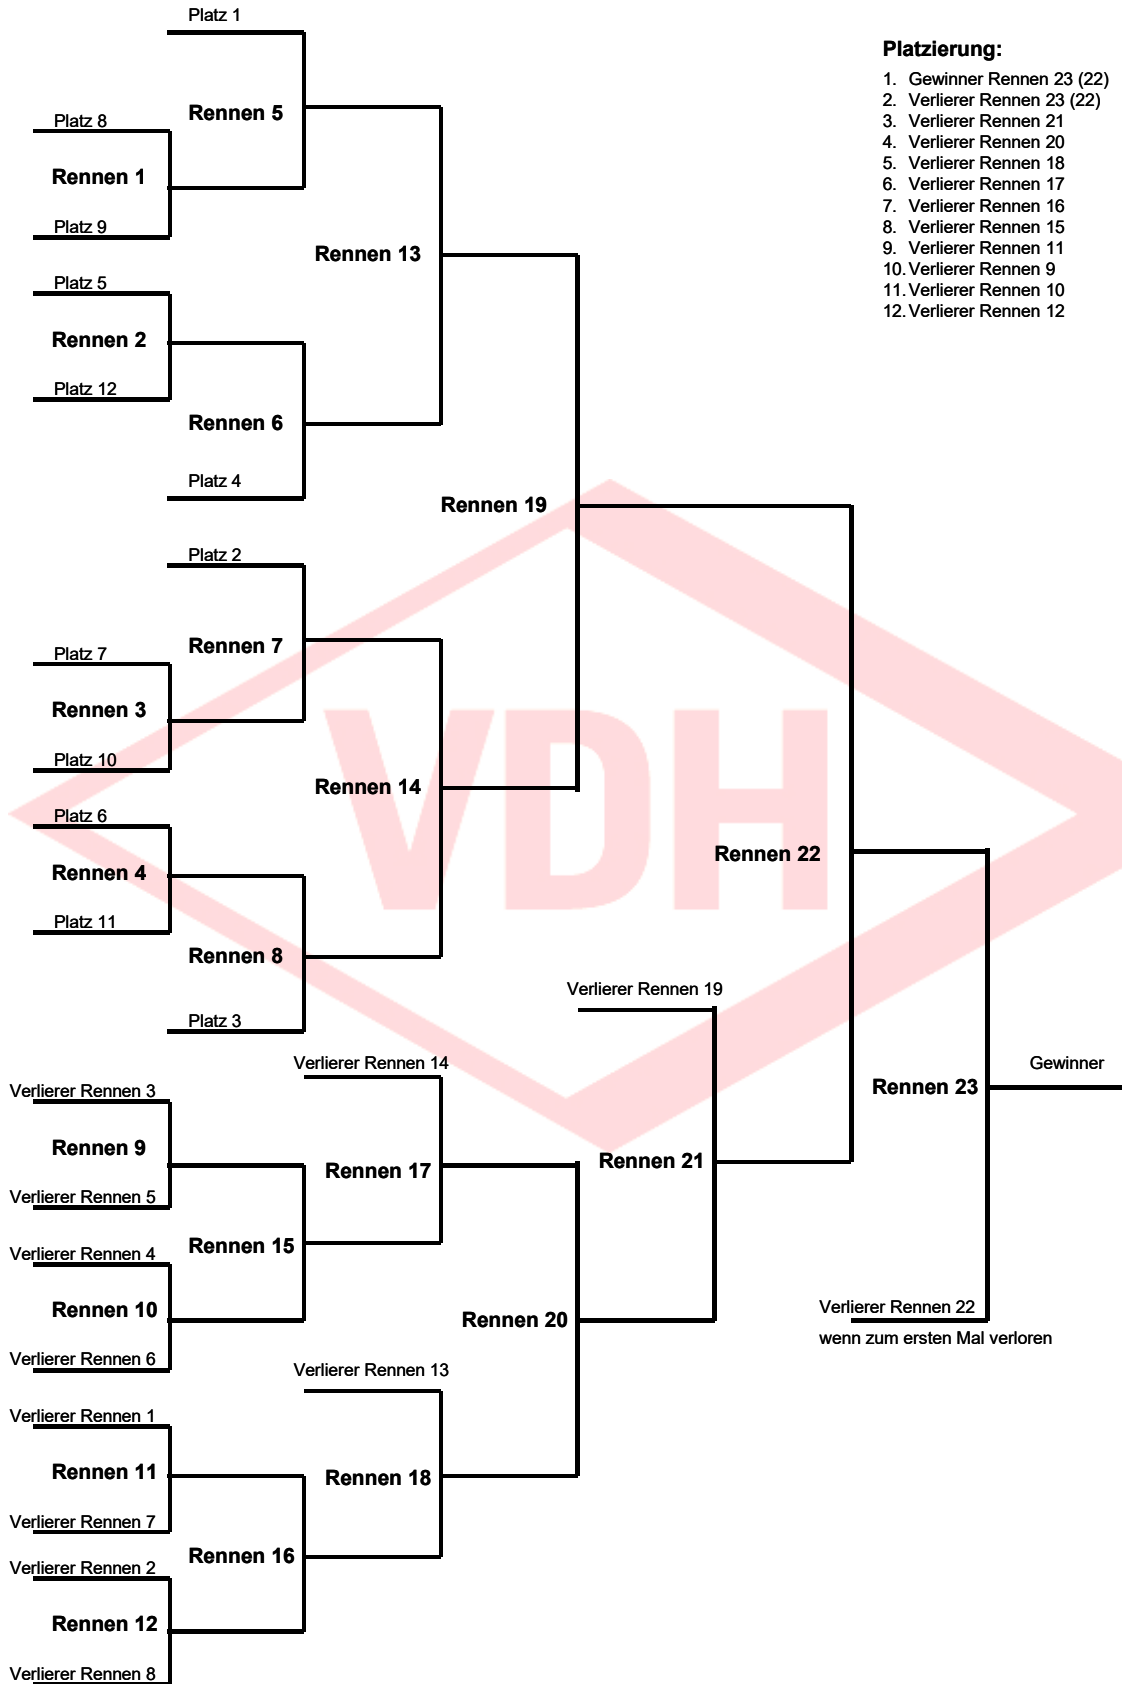 Platz 1
Platzierung:
1. Gewinner Rennen 23 (22)
2. Verlierer Rennen 23 (22)
3. Verlierer Rennen 21
4. Verlierer Rennen 20
5. Verlierer Rennen 18
6. Verlierer Rennen 17
7. Verlierer Rennen 16
8. Verlierer Rennen 15
9. Verlierer Rennen 11
10. Verlierer Rennen 9
11. Verlierer Rennen 10
12. Verlierer Rennen 12
Rennen 5
Platz 8
Rennen 1
Platz 9
Rennen 13
Platz 5
Rennen 2
Platz 12
Rennen 6
Platz 4
Rennen 19
Platz 2
Rennen 7
Platz 7
Rennen 3
Platz 10
Rennen 14
Platz 6
Rennen 4
Platz 11
Rennen 8
Platz 3
VDH
Rennen 22
Verlierer Rennen 19
Verlierer Rennen 14
Gewinner
Verlierer Rennen 3
Rennen 23
Rennen 9
Rennen 17
Rennen 21
Verlierer Rennen 5
Rennen 15
Verlierer Rennen 4
Rennen 10
Rennen 20
Verlierer Rennen 22
wenn zum ersten Mal verloren
Verlierer Rennen 6
Verlierer Rennen 13
Verlierer Rennen 1
Rennen 11
Rennen 18
Verlierer Rennen 7
Rennen 16
Verlierer Rennen 2
Rennen 12
Verlierer Rennen 8